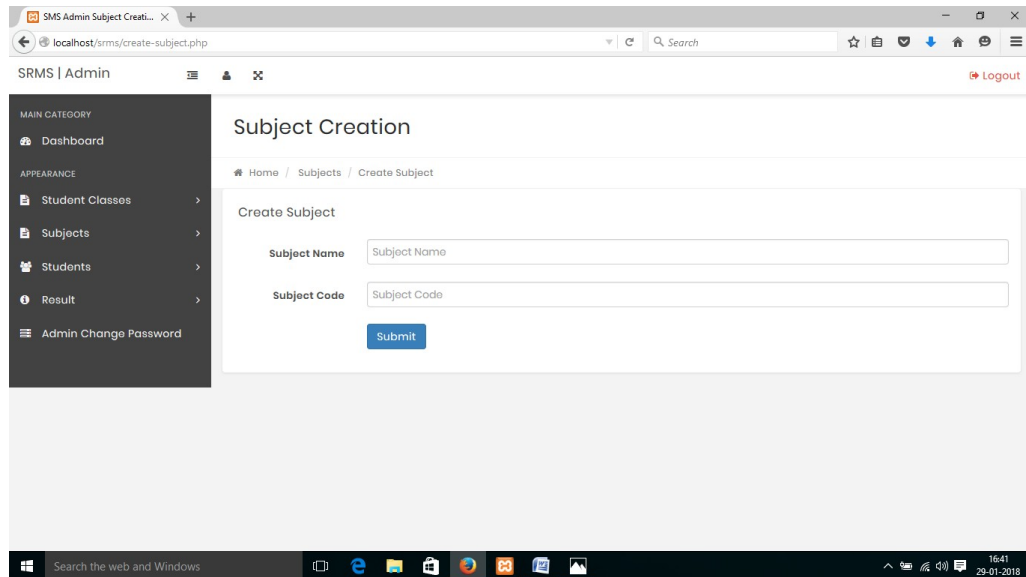 SMS Admin Subject Creati...
localhost/srms/create-subject.php
Search
SRMS | Admin
Logout
MAIN CATEGORY
Dashboard
APPEARANCE
Student Classes
Subjects
Students
Result
Admin Change Password
Subject Creation
Home / Subjects / Create Subject
Create Subject
Subject Name
Subject Name
Subject Code
Subject Code
Submit
Search the web and Windows
16:41
29-01-2018